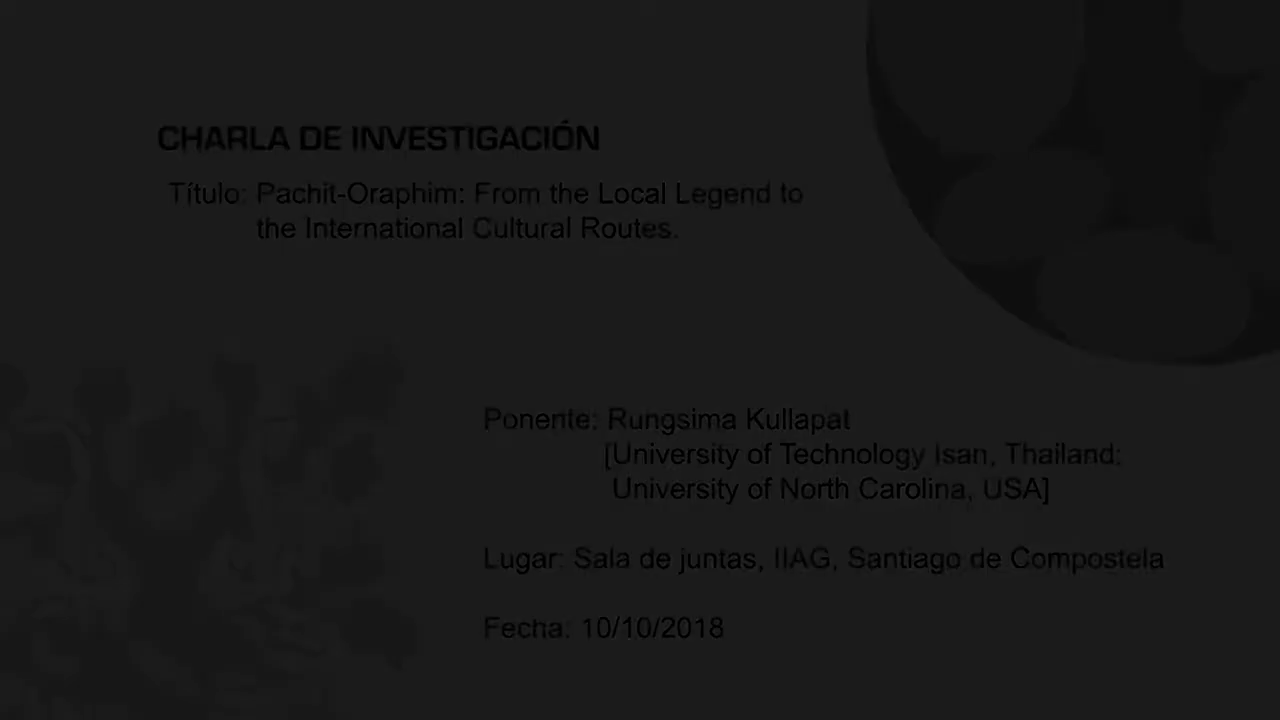 CHARLA DE INVESTIGACIÓN
Título: Pachit-Oraphim: From the Local Legend to
the International Cultural Routes.
Ponente: Rungsima Kullapat
[University of Technology Isan, Thailand;
University of North Carolina, USA]
Lugar: Sala de juntas, IIAG, Santiago de Compostela
Fecha: 10/10/2018